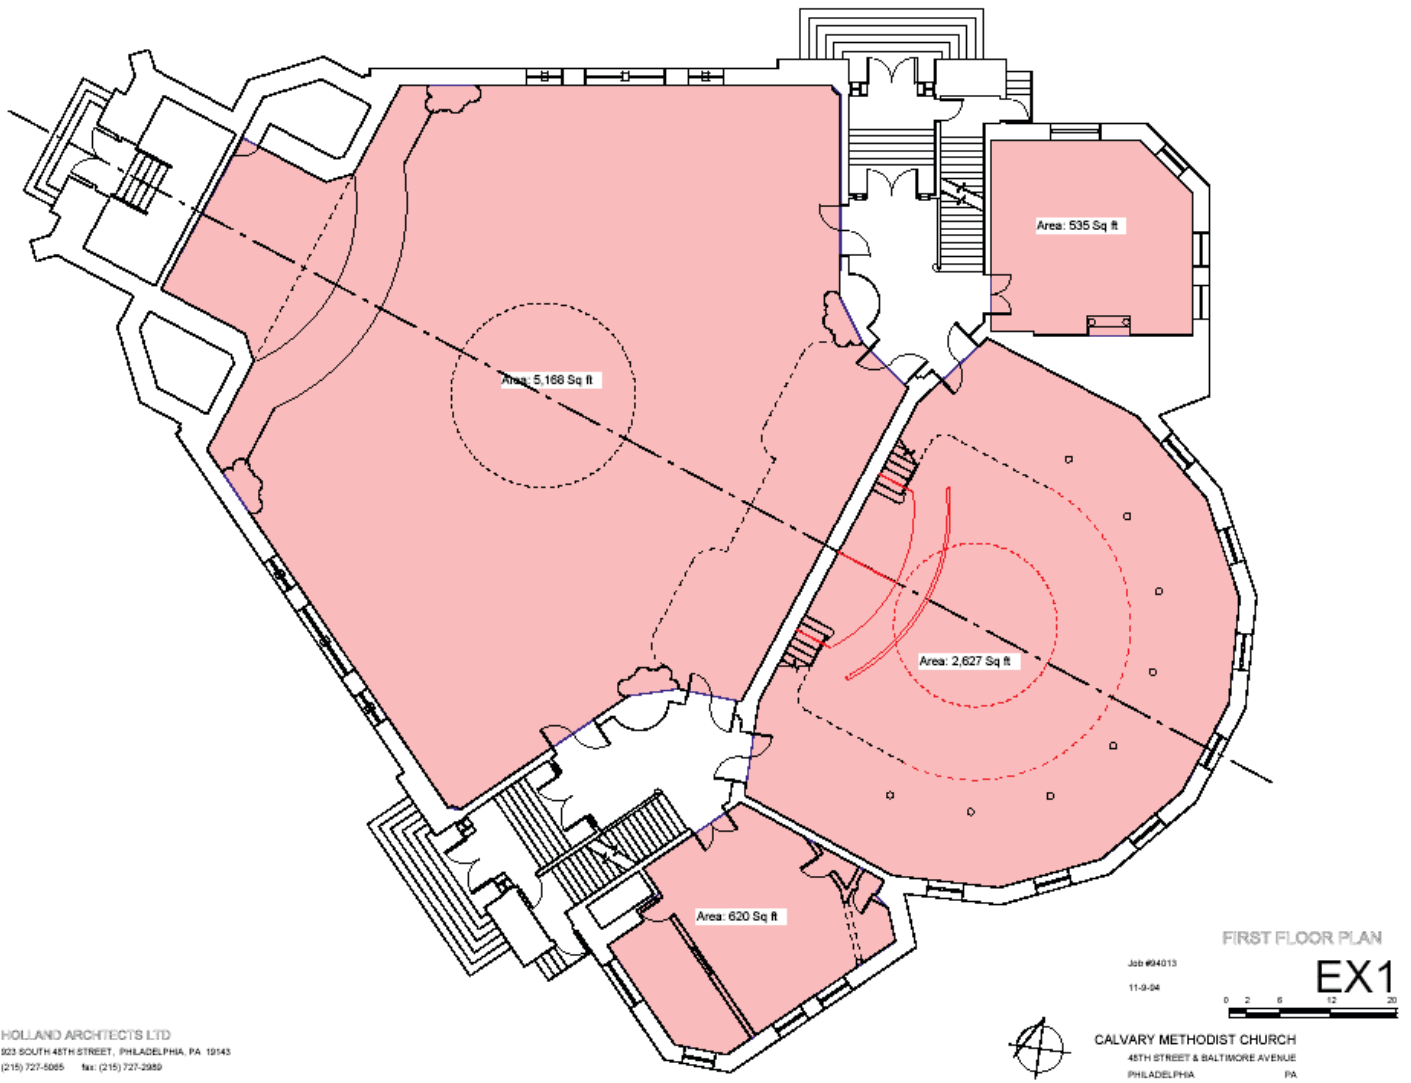 Area: 535 Sq ft
Area: 5,168 Sq ft
Area: 2,627 Sq ft
Area: 620 Sq ft
FIRST FLOOR PLAN
Job #94013
EX1
11-9-94
0 2 6 12 20
HOLLAND ARCHITECTS LTD
923 SOUTH 48TH STREET, PHILADELPHIA, PA 19143
(215) 727-5065 fax: (215) 727-2989
CALVARY METHODIST CHURCH
48TH STREET & BALTIMORE AVENUE
PHILADELPHIA PA